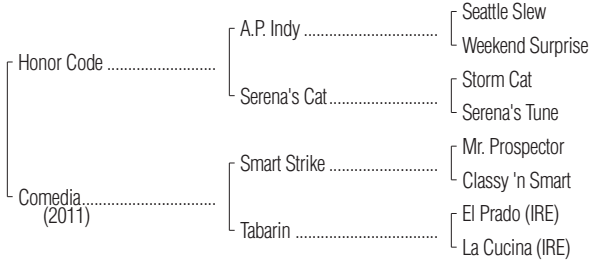 Seattle Slew
A.P. Indy ..................................
Weekend Surprise
Honor Code ...........................
Storm Cat
Serena's Cat...........................
Serena's Tune
Mr. Prospector
Smart Strike ...........................
Classy 'n Smart
Comedia.................................
(2011)
El Prado (IRE)
Tabarin ....................................
La Cucina (IRE)